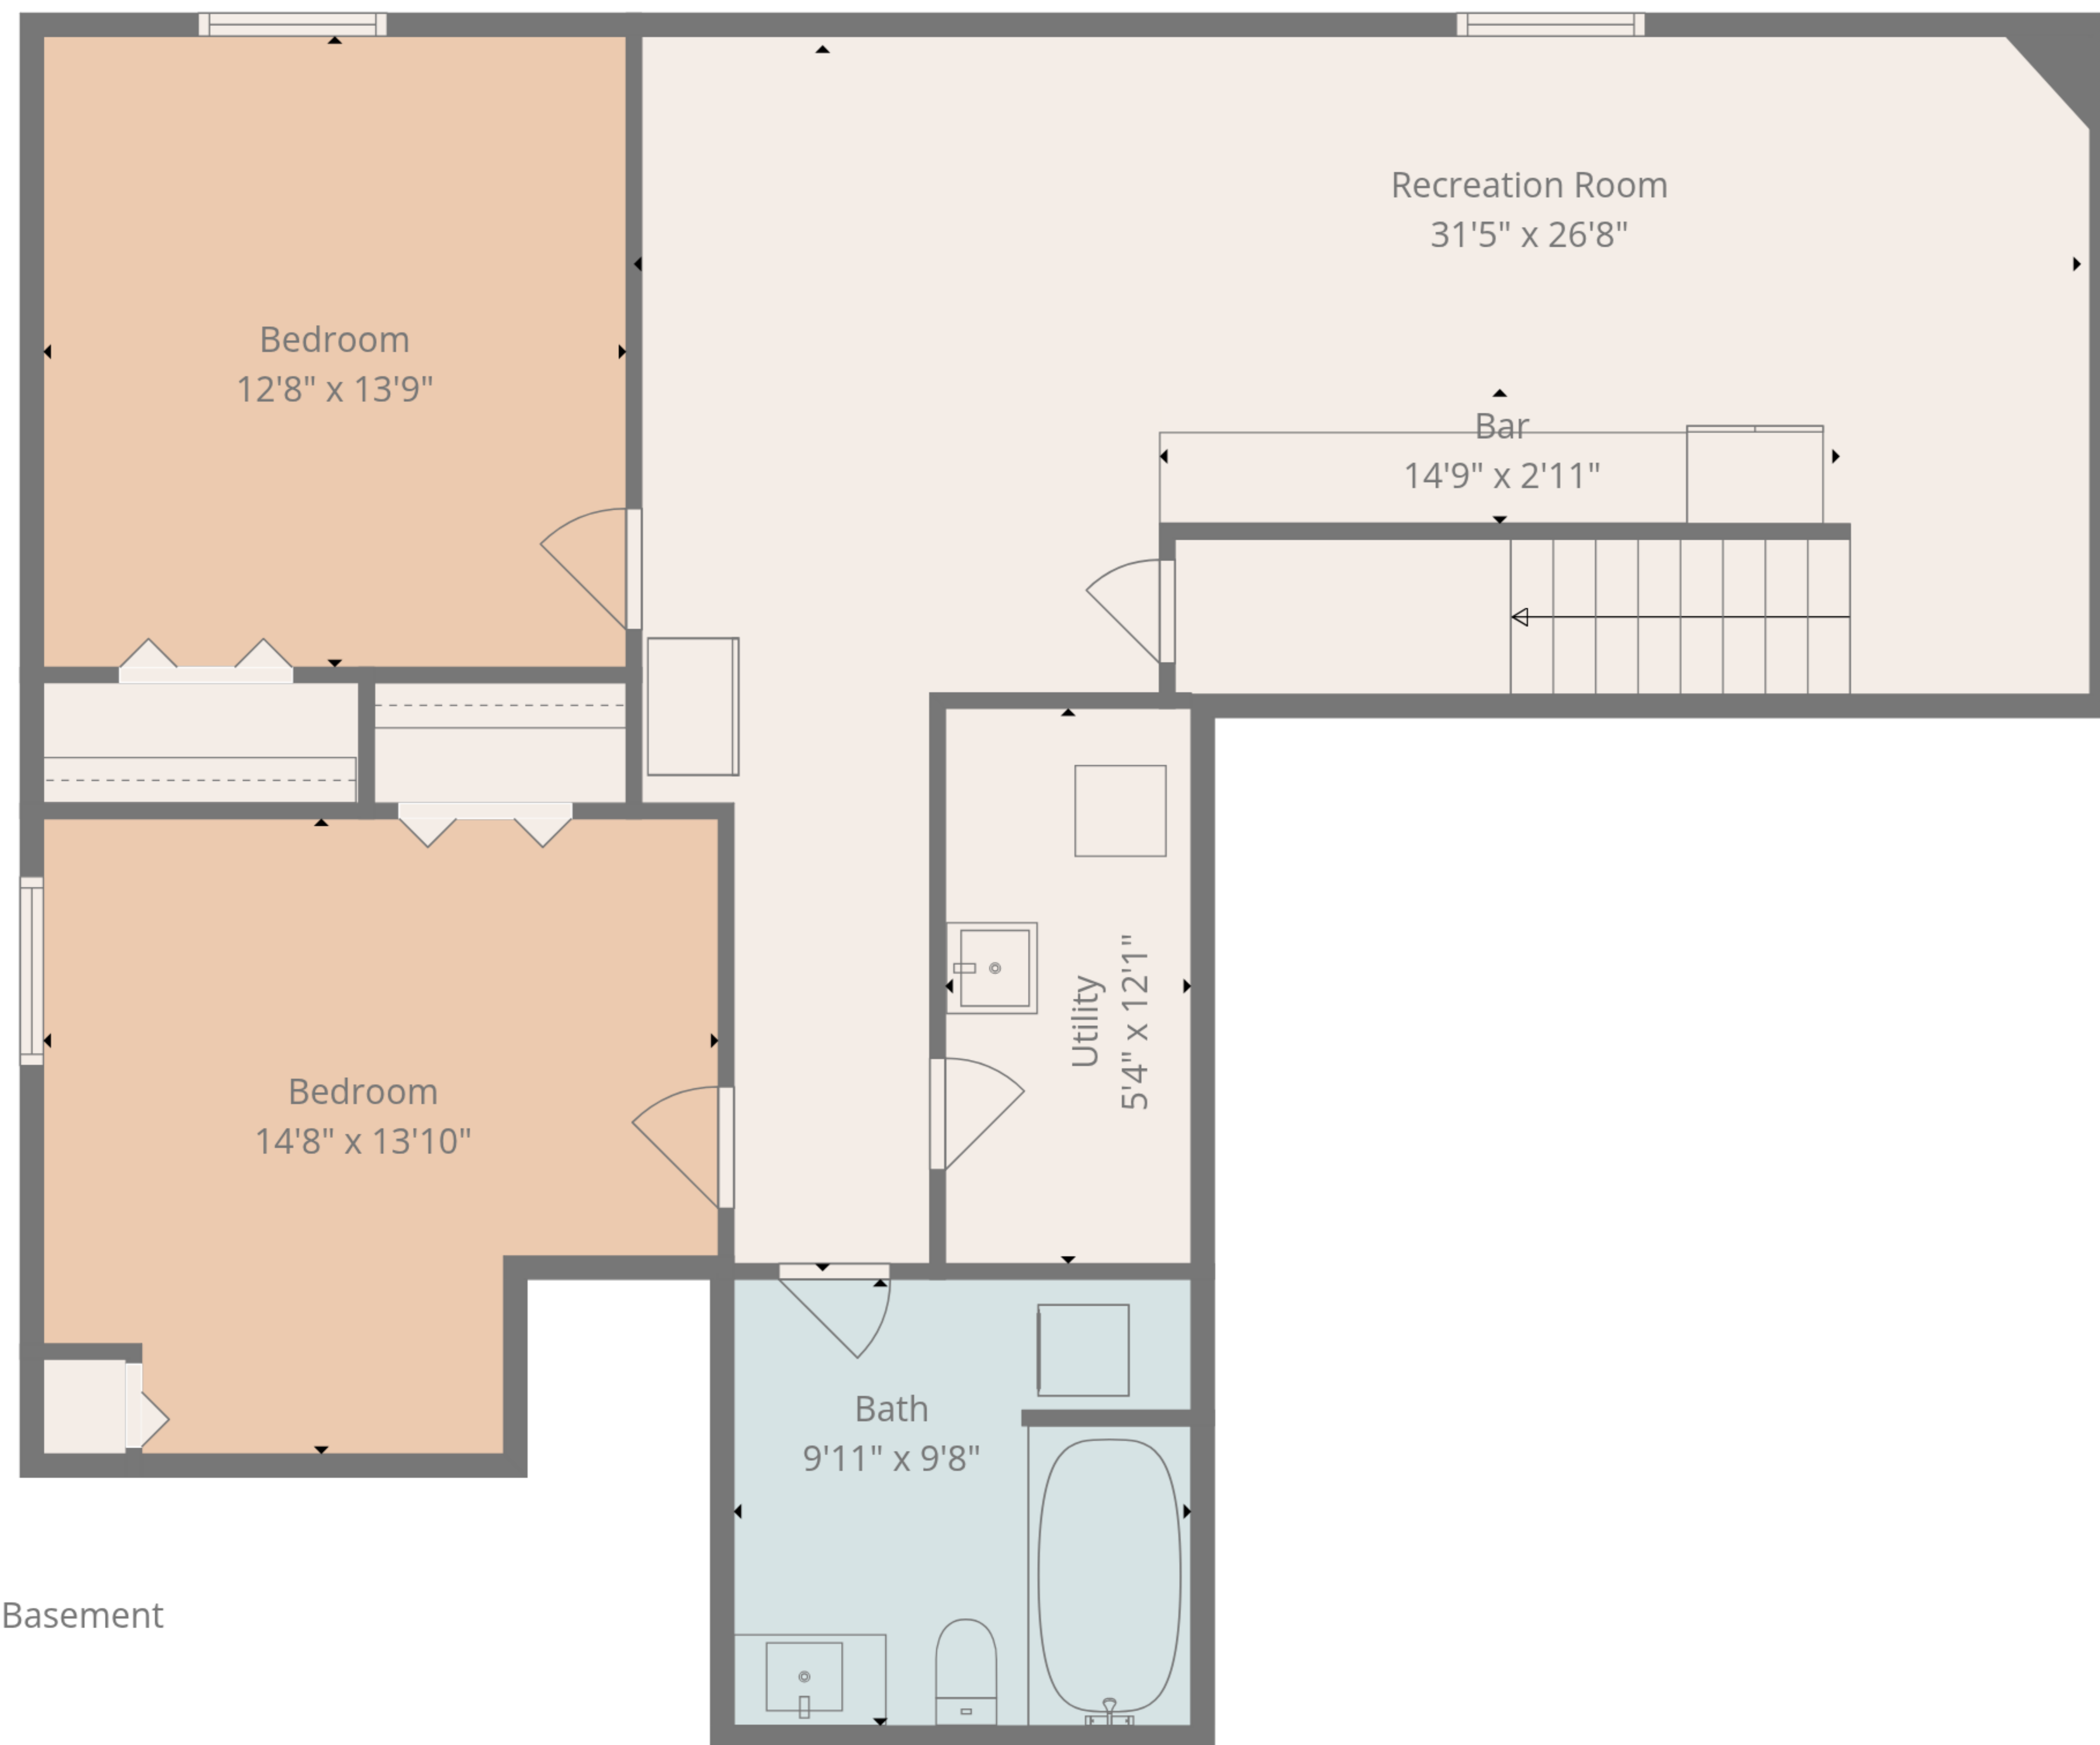 Recreation Room
31'5" x 26'8"
Bedroom
12'8" x 13'9"
Bar
14'9" x 2'11"
Utility
5'4" x 12'1"
Bedroom
14'8" x 13'10"
Bath
9'11" x 9'8"
Basement